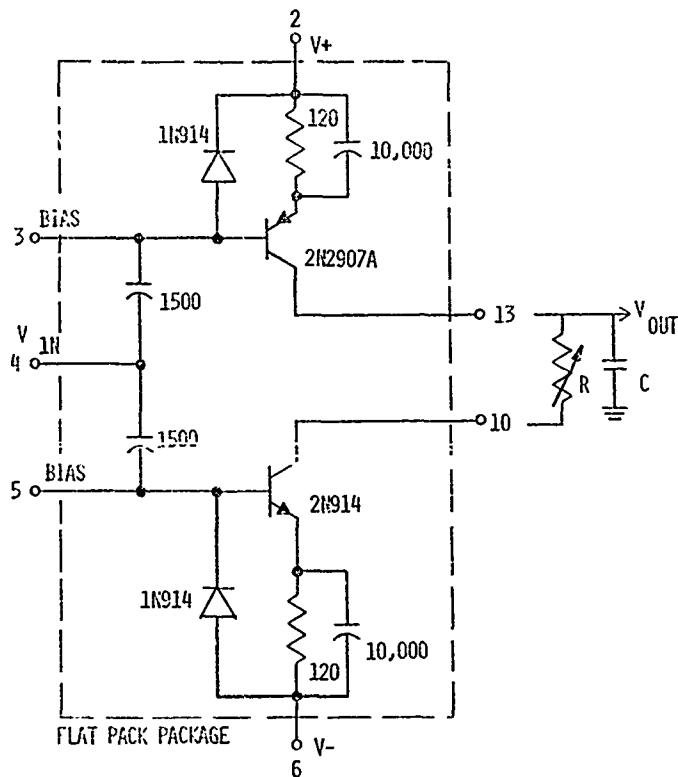 2
V+
120
1N914
10,000
BIAS
3
2N2907A
1500
13
V OUT
V 1N
4
R
C
10
1500
BIAS
5
2N914
1N914
10,000
120
FLAT PACK PACKAGE
V-
6